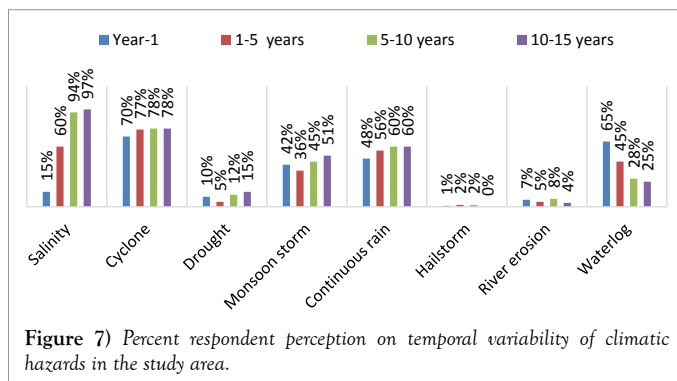 Year-1 1-5 years 5-10 years 10-15 years
15% 60% 94% 97%
70% 77% 78% 78%
10% 5% 12% 15%
42% 36% 45% 51%
48% 56% 60% 60%
1% 2% 2% 0%
7% 5% 8% 4%
65% 45% 28% 25%
Salinity
Cyclone
Drought
Monsoon storm
Continuous rain
Hailstorm
River erosion
Waterlog
Figure 7) Percent respondent perception on temporal variability of climatic
hazards in the study area.